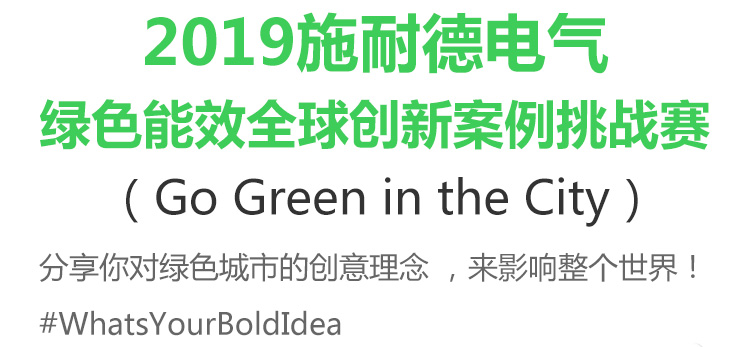 2019施耐德电气
绿色能效全球创新案例挑战赛
（Go Green in the City）
分享你对绿色城市的创意理念 ，来影响整个世界！
#WhatsYourBoldIdea